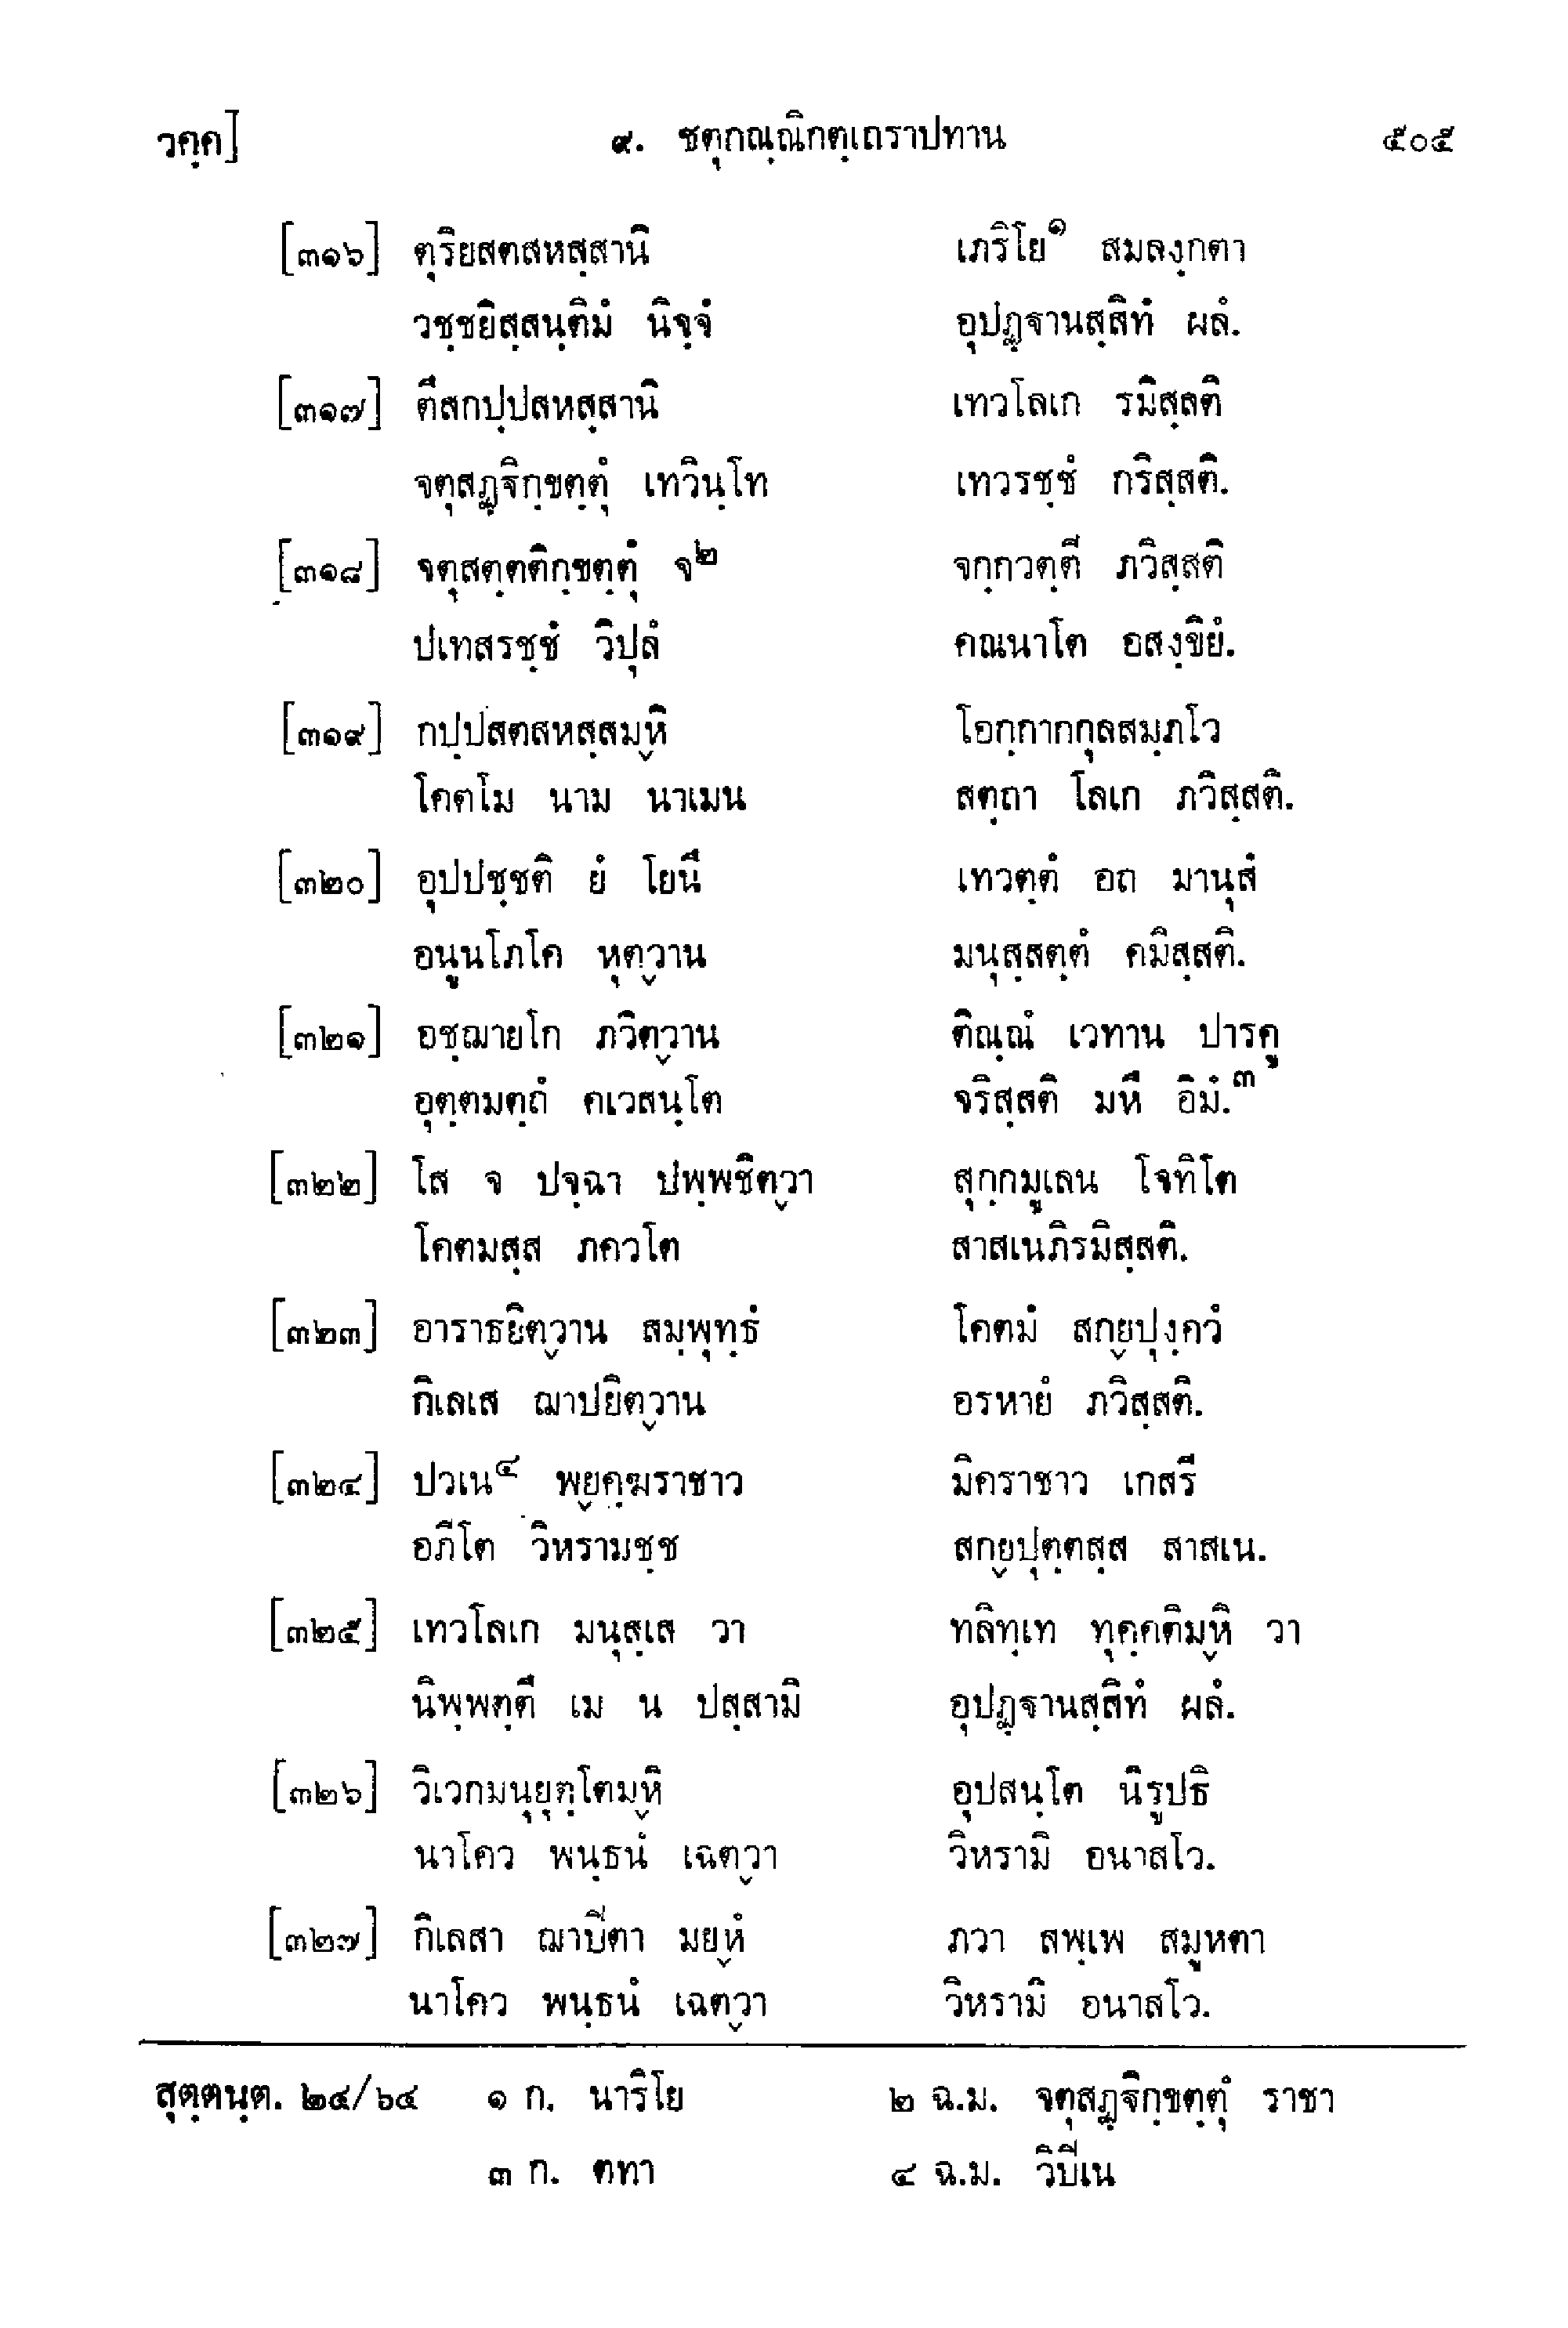 วคฺค] ๙. ชตุกณฺณิกตฺเถราปทาน ๕๐๕
[๓๑๖] ตุริยสตสหสฺสานิ เภริโย๑ สมลงฺกตา
วชฺชยิสฺสนฺติมํ นิจฺจํ อุปฏฺฐานสฺสิทํ ผลํ.
[๓๑๗] ตึสกปฺปสหสฺสานิ เทวโลเก รมิสฺสติ
จตุสฏฺฐิกฺขตฺตุํ เทวินฺโท เทวรชฺชํ กริสฺสติ.
[๓๑๘] จตุสตฺตติกฺขตฺตุํ จ๒ จกฺกวตฺตี ภวิสฺสติ
ปเทสรชฺชํ วิปุลํ คณนาโต อสงฺขิยํ.
[๓๑๙] กปฺปสตสหสฺสมฺหิ โอกฺกากกุลสมฺภโว
โคตโม นาม นาเมน สตฺถา โลเก ภวิสฺสติ.
[๓๒๐] อุปปชฺชติ ยํ โยนึ เทวตฺตํ อถ มานุสํ
อนูนโภโค หุตฺวาน มนุสฺสตฺตํ คมิสฺสติ.
[๓๒๑] อชฺฌายโก ภวิตฺวาน ติณฺณํ เวทาน ปารคู
อุตฺตมตฺถํ คเวสนฺโต จริสฺสติ มหึ อิมํ.๓
[๓๒๒] โส จ ปจฺฉา ปพฺพชิตฺวา สุกฺกมูเลน โจทิโต
โคตมสฺส ภควโต สาสเนภิรมิสฺสติ.
[๓๒๓] อาราธยิตฺวาน สมฺพุทฺธํ โคตมํ สกฺยปุงฺควํ
กิเลเส ฌาปยิตฺวาน อรหายํ ภวิสฺสติ.
[๓๒๔] ปวเน๔ พฺยคฺฆราชาว มิคราชาว เกสรี
อภีโต วิหรามชฺช สกฺยปุตฺตสฺส สาสเน.
[๓๒๕] เทวโลเก มนุสฺเส วา ทลิทฺเท ทุคฺคติมฺหิ วา
นิพฺพตฺตึ เม น ปสฺสามิ อุปฏฺฐานสฺสิทํ ผลํ.
[๓๒๖] วิเวกมนุยุตฺโตมฺหิ อุปสนฺโต นิรูปธิ
นาโคว พนฺธนํ เฉตฺวา วิหรามิ อนาสโว.
[๓๒๗] กิเลสา ฌาปิตา มยฺหํ ภวา สพฺเพ สมูหตา
นาโคว พนฺธนํ เฉตฺวา วิหรามิ อนาสโว.
สุตฺตนฺต. ๒๔/๖๔ ๑ ก. นาริโย ๒ ฉ.ม. จตุสฏฺฐิกฺขตฺตุํ ราชา
๓ ก. ตทา ๔ ฉ.ม. วิปิเน